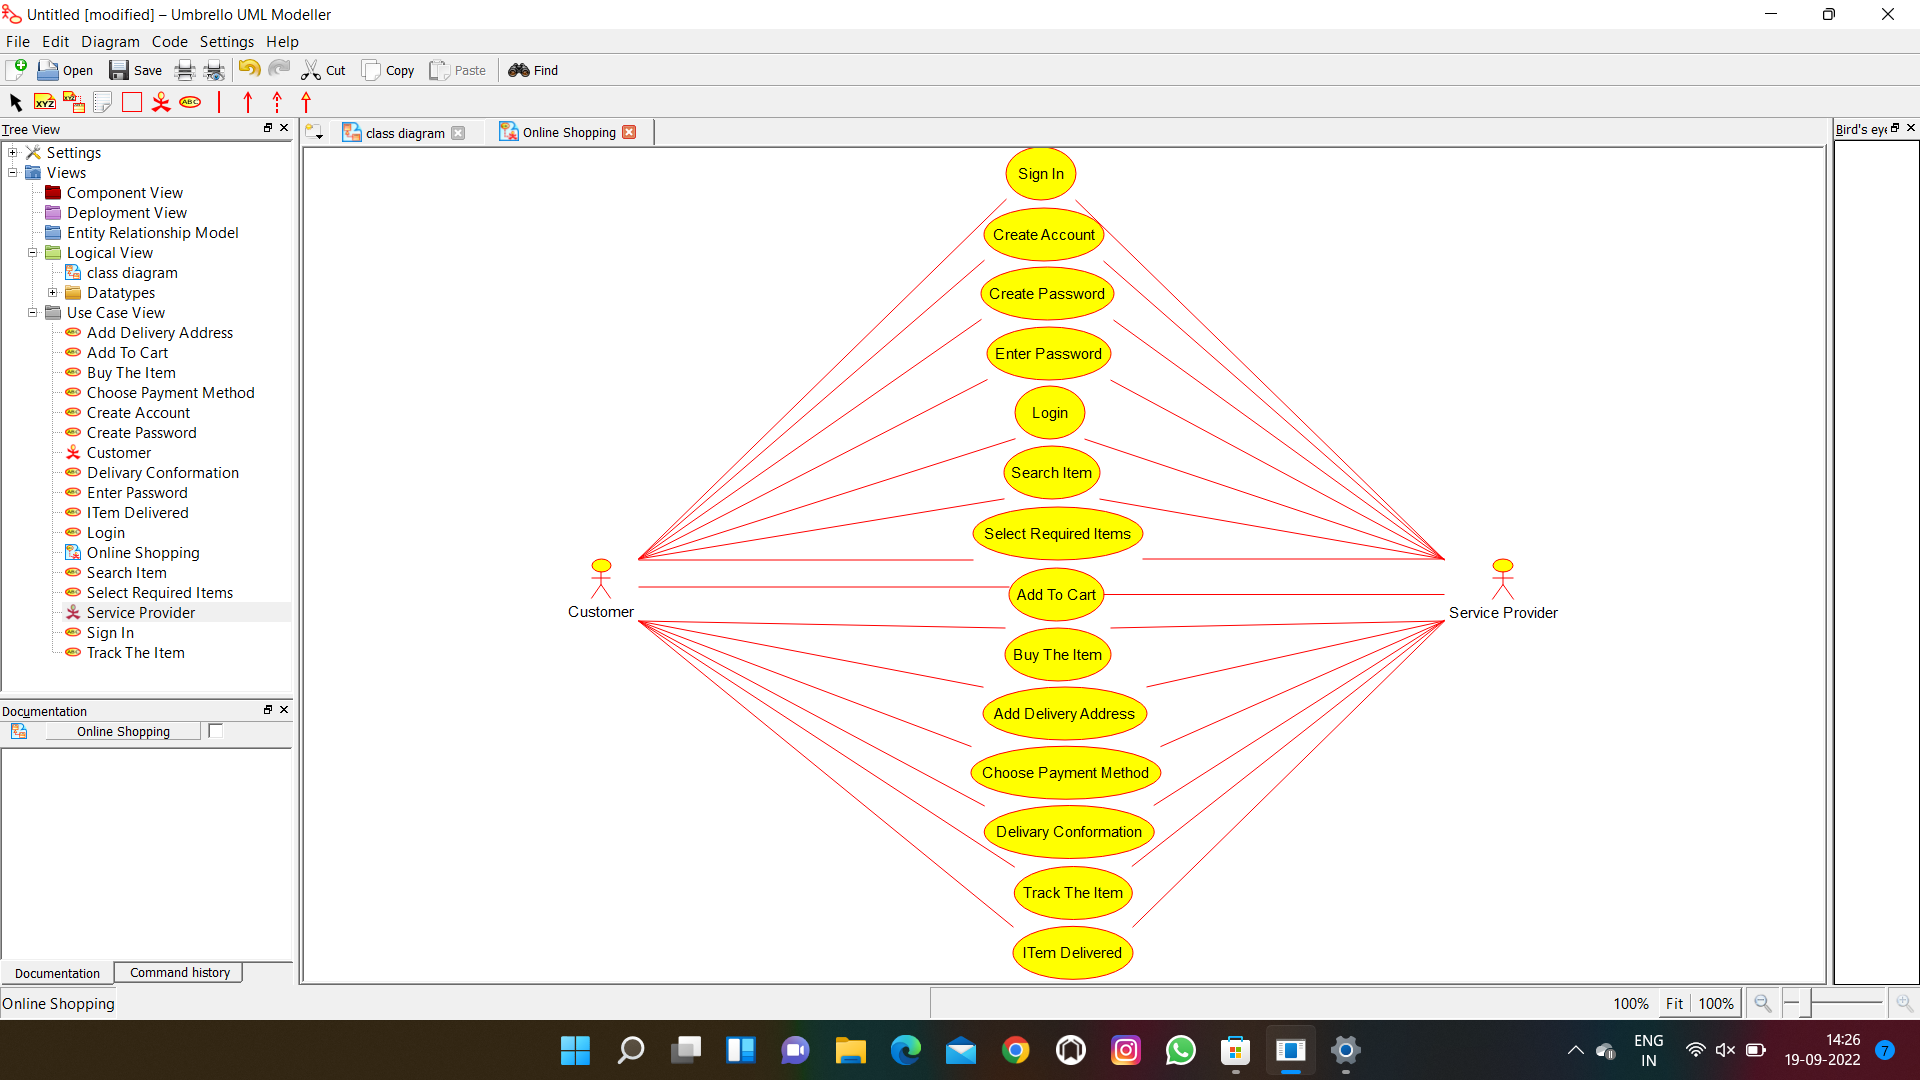 Untitled [modified] – Umbrello UML Modeller
File Edit Diagram Code Settings Help
Open Save Cut Copy Paste Find
Tree View
class diagram
Online Shopping
Bird's eye
Settings
Views
Component View
Deployment View
Entity Relationship Model
Logical View
class diagram
Datatypes
Use Case View
Add Delivery Address
Add To Cart
Buy The Item
Choose Payment Method
Create Account
Create Password
Customer
Delivary Conformation
Enter Password
ITem Delivered
Login
Online Shopping
Search Item
Select Required Items
Service Provider
Sign In
Track The Item
Documentation
Online Shopping
Documentation
Command history
Sign In
Create Account
Create Password
Enter Password
Login
Search Item
Select Required Items
Add To Cart
Buy The Item
Add Delivery Address
Choose Payment Method
Delivary Conformation
Track The Item
ITem Delivered
Customer
Service Provider
Online Shopping
100% Fit 100%
ENG
IN
14:26
19-09-2022
7